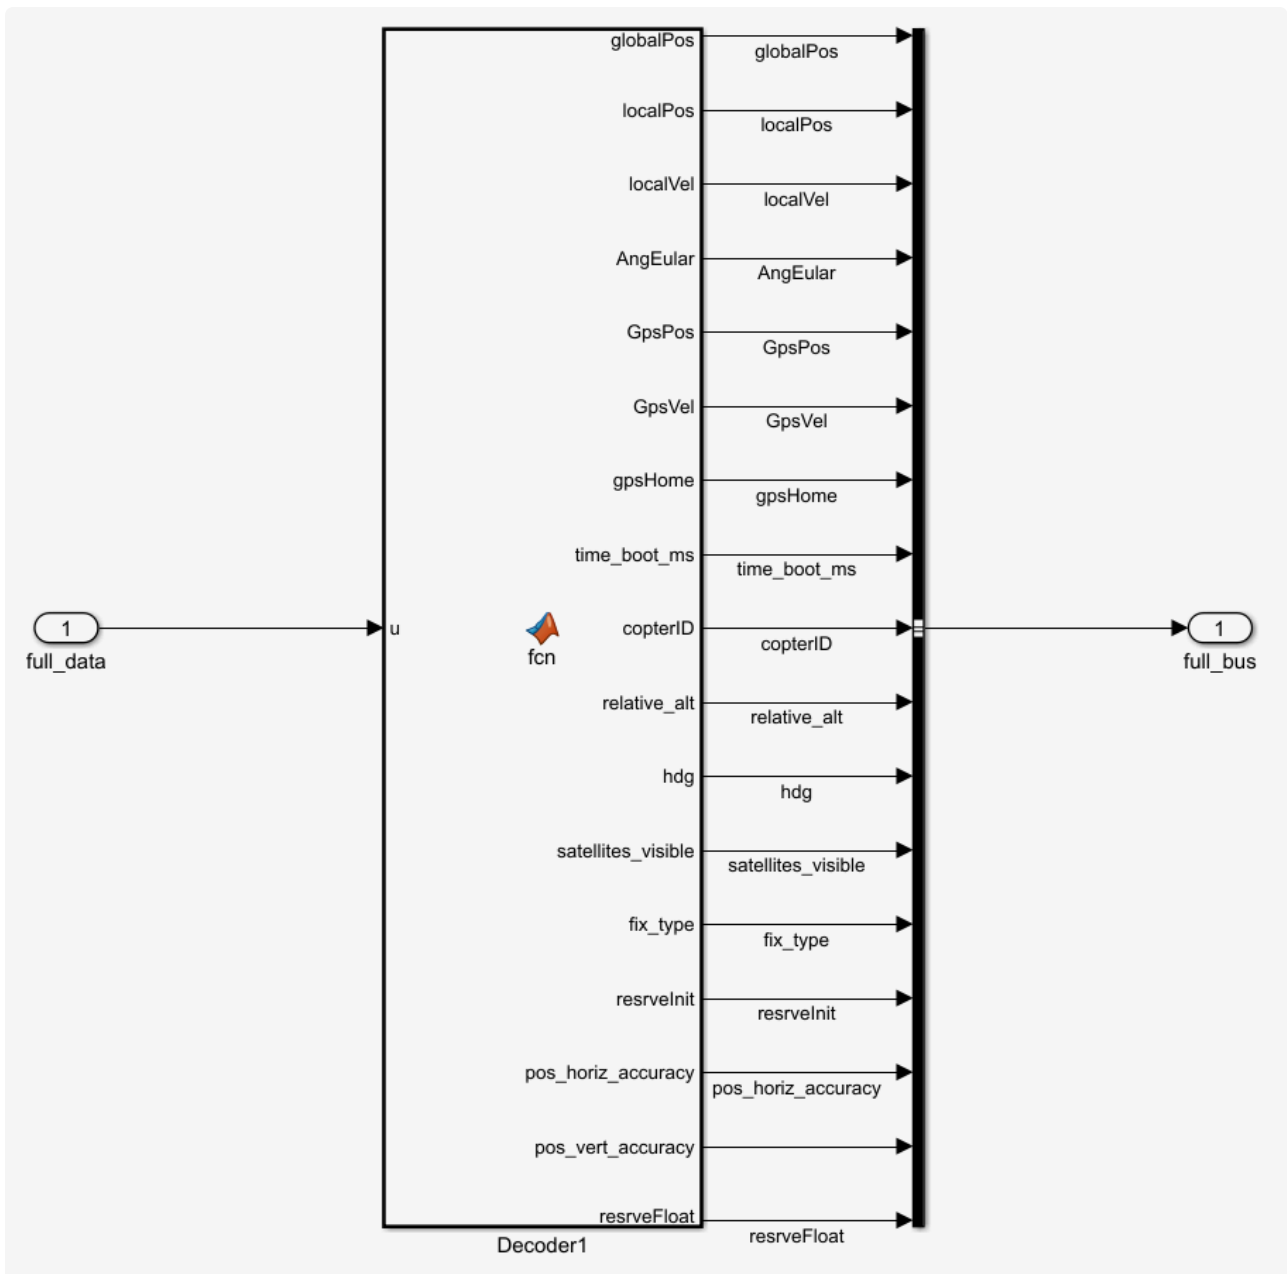 globalPos
globalPos
localPos
localPos
localVel
localVel
AngEular
AngEular
GpsPos
GpsPos
GpsVel
GpsVel
gpsHome
gpsHome
time_boot_ms
time_boot_ms
1
full_data
u
fcn
copterID
copterID
1
full_bus
relative_alt
relative_alt
hdg
hdg
satellites_visible
satellites_visible
fix_type
fix_type
resrveInit
resrveInit
pos_horiz_accuracy
pos_horiz_accuracy
pos_vert_accuracy
resrveFloat
resrveFloat
Decoder1